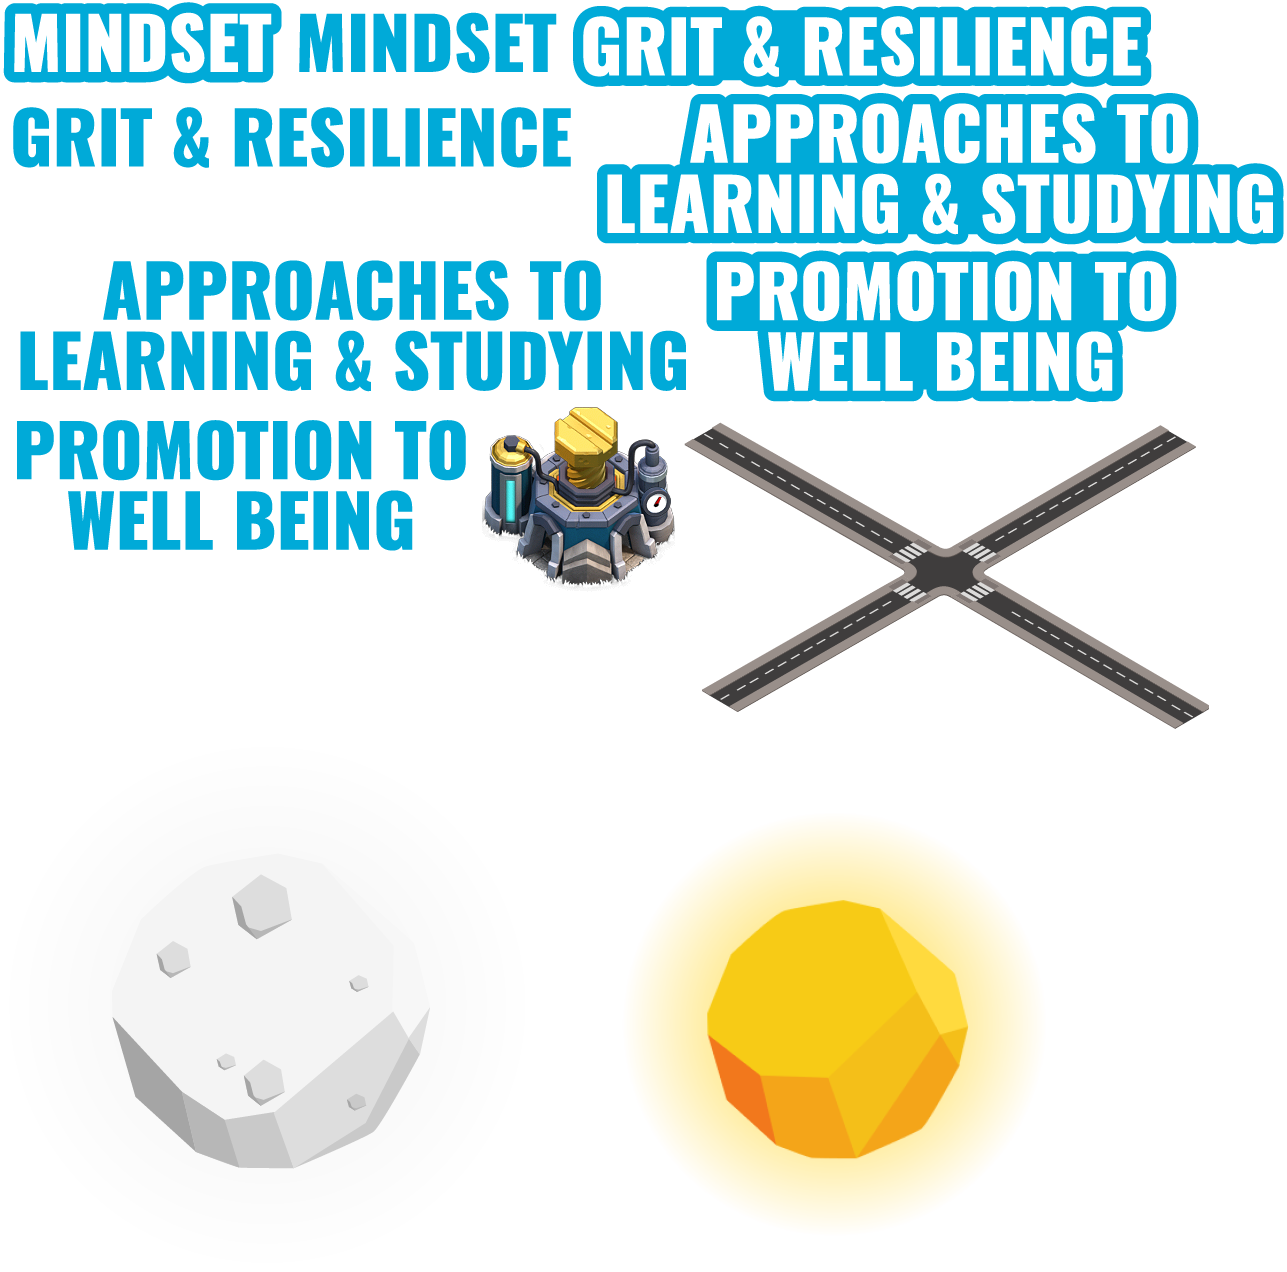 MINDSET MINDSET GRIT & RESILIENCE
GRIT & RESILIENCE
APPROACHES TO
LEARNING & STUDYING
APPROACHES TO
LEARNING & STUDYING
PROMOTION TO
WELL BEING
PROMOTION TO
WELL BEING